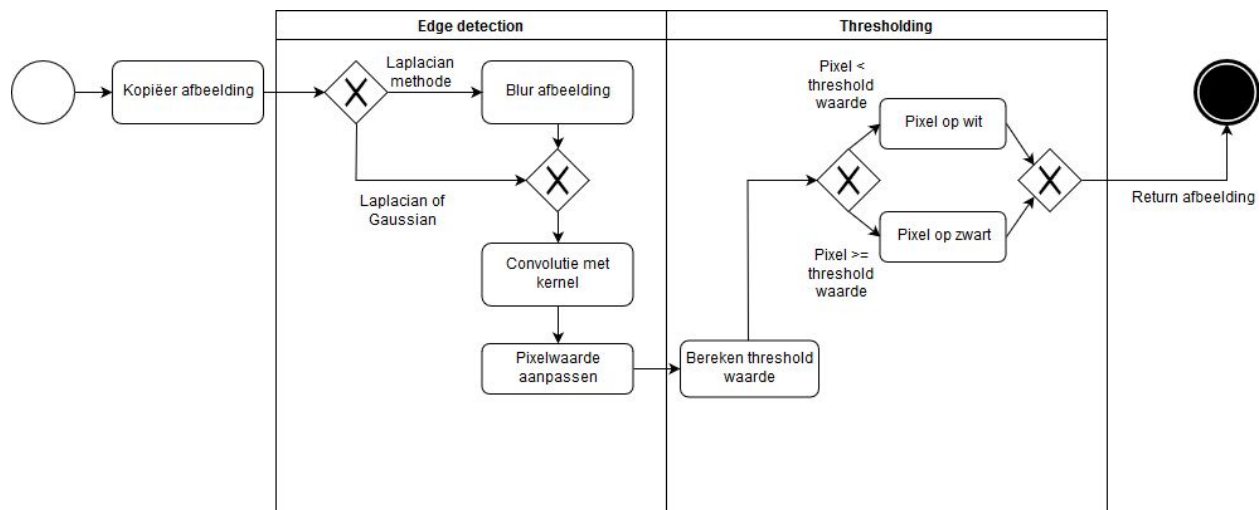 Edge detection
Thresholding
Kopiëer afbeelding
Laplacian
methode
Blur afbeelding
Laplacian of
Gaussian
Convolutie met
kernel
Pixelwaarde
aanpassen
Bereken threshold
waarde
Pixel <
threshold
waarde
Pixel op wit
Pixel op zwart
Pixel >=
threshold
waarde
Return afbeelding